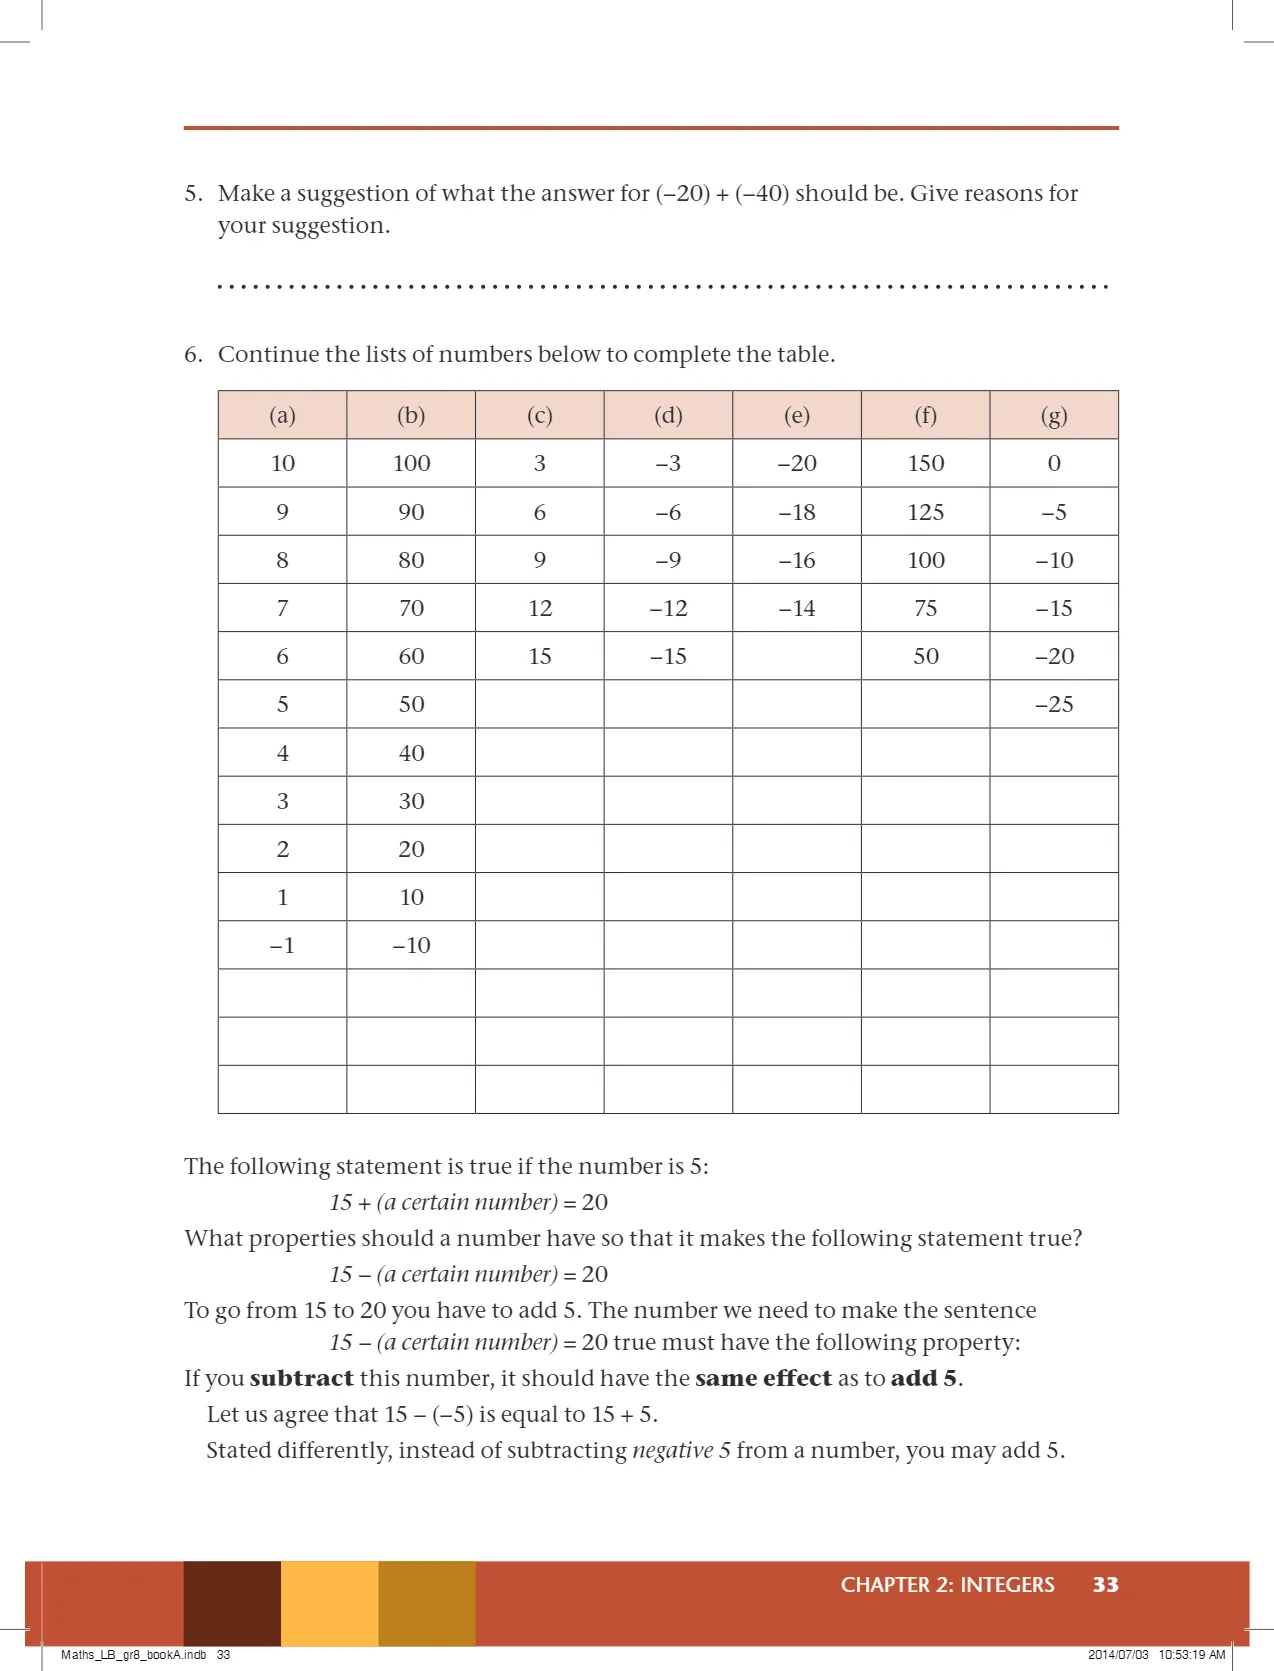 5. Make a suggestion of what the answer for (–20) + (–40) should be. Give reasons for
your suggestion.
6. Continue the lists of numbers below to complete the table.
(a) (b) (c) (d) (e) (f) (g)
10 100 3 –3 –20 150 0
9 90 6 –6 –18 125 –5
8 80 9 –9 –16 100 –10
7 70 12 –12 –14 75 –15
6 60 15 –15 50 –20
5 50 –25
4 40
3 30
2 20
1 10
–1 –10
The following statement is true if the number is 5:
15 + (a certain number) = 20
What properties should a number have so that it makes the following statement true?
15 – (a certain number) = 20
To go from 15 to 20 you have to add 5. The number we need to make the sentence
15 – (a certain number) = 20 true must have the following property:
If you subtract this number, it should have the same effect as to add 5.
Let us agree that 15 – (–5) is equal to 15 + 5.
Stated differently, instead of subtracting negative 5 from a number, you may add 5.
CHAPTER 2: INTEGERS 33
Maths_LB_gr8_bookA.indb 33 2014/07/03 10:53:19 AM